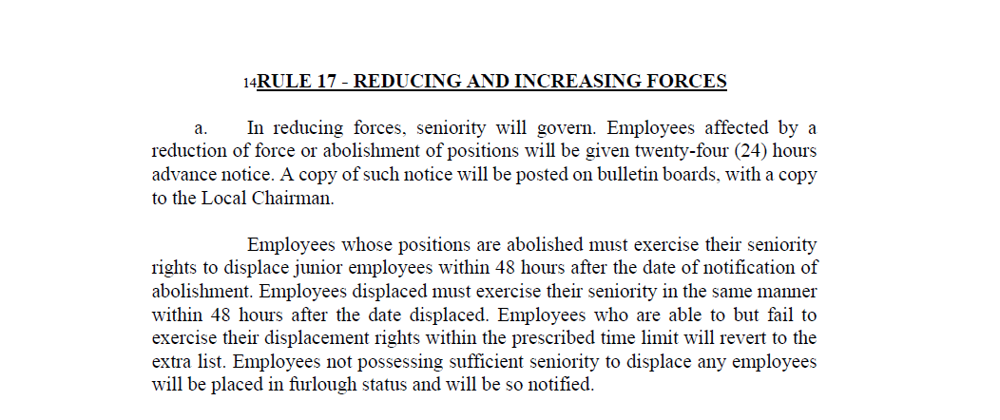 14RULE 17 - REDUCING AND INCREASING FORCES
a. In reducing forces, seniority will govern. Employees affected by a
reduction of force or abolishment of positions will be given twenty-four (24) hours
advance notice. A copy of such notice will be posted on bulletin boards, with a copy
to the Local Chairman.
Employees whose positions are abolished must exercise their seniority
rights to displace junior employees within 48 hours after the date of notification of
abolishment. Employees displaced must exercise their seniority in the same manner
within 48 hours after the date displaced. Employees who are able to but fail to
exercise their displacement rights within the prescribed time limit will revert to the
extra list. Employees not possessing sufficient seniority to displace any employees
will be placed in furlough status and will be so notified.